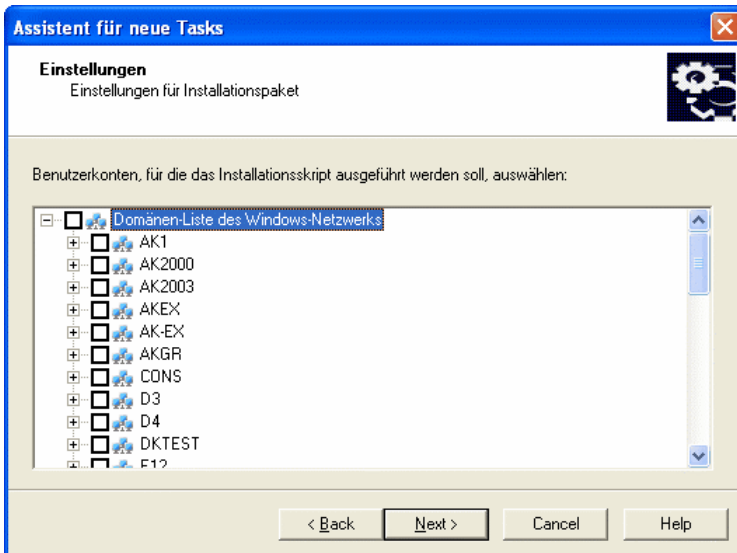 Assistent für neue Tasks
Einstellungen
Einstellungen für Installationspaket
Benutzerkonten, für die das Installationsskript ausgeführt werden soll, auswählen:
Domänen-Liste des Windows-Netzwerks
AK1
AK2000
AK2003
AKEX
AK-EX
AKGR
CONS
D3
D4
DKTEST
< Back Next > Cancel Help